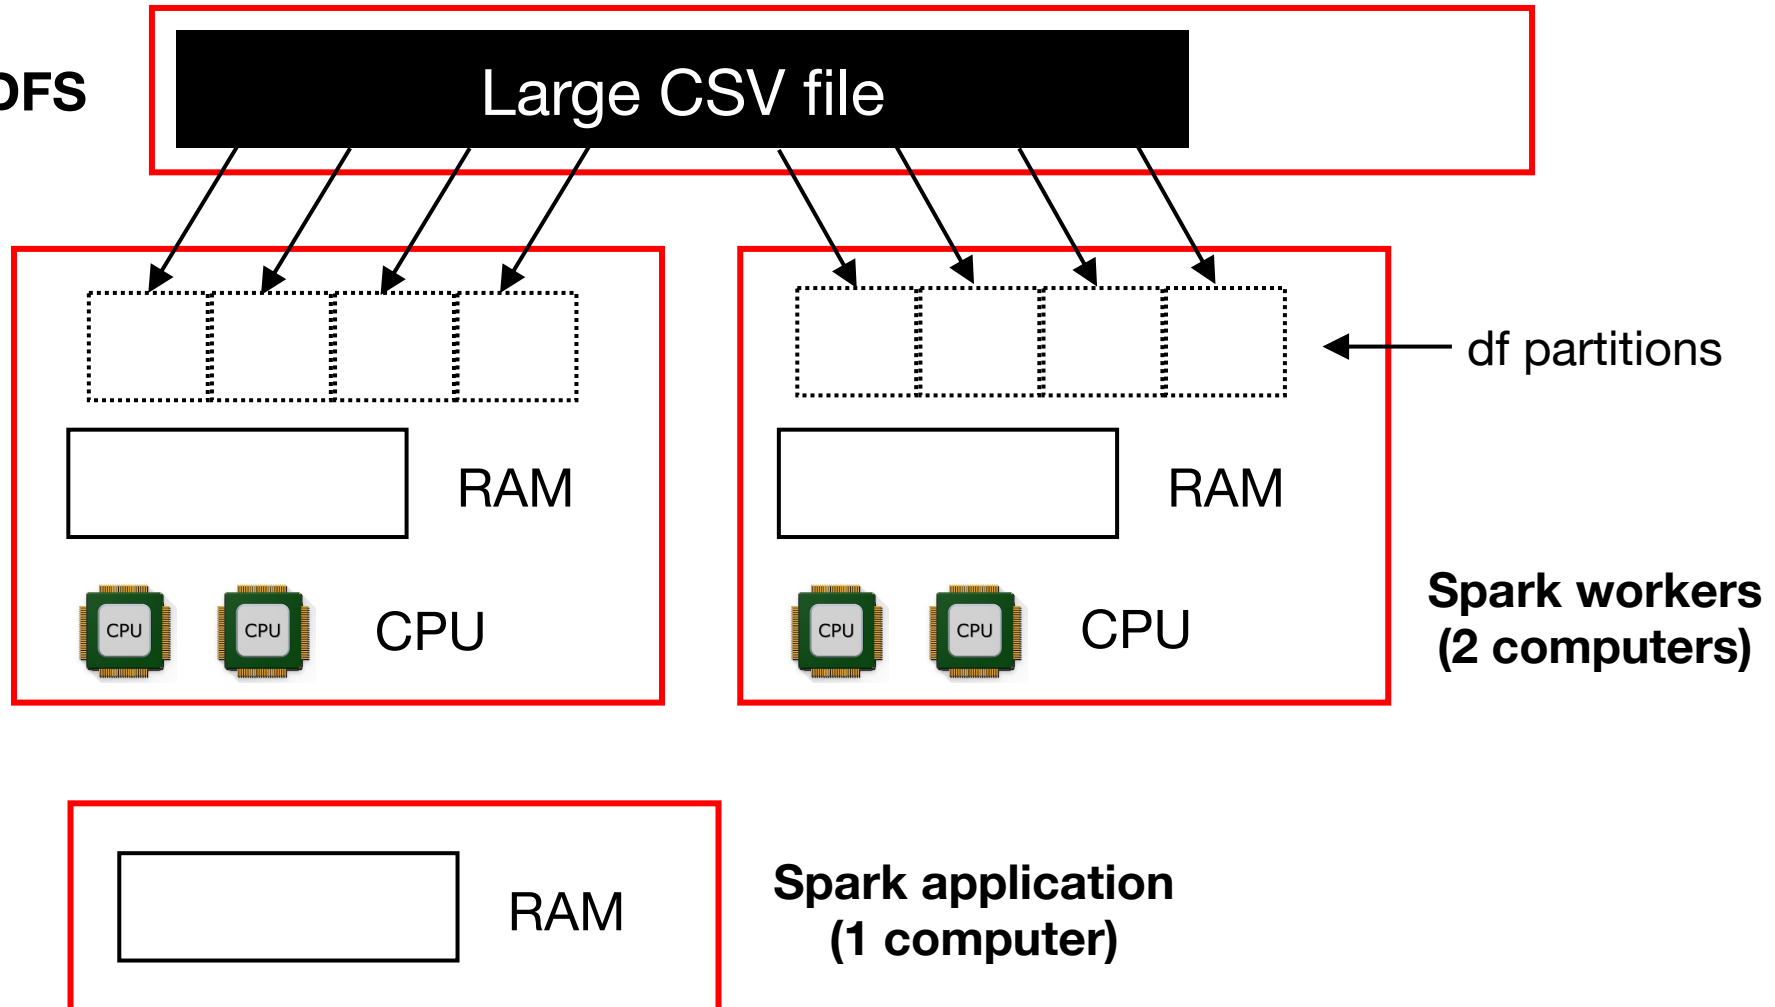 DFS
Large CSV file
df partitions
RAM
RAM
CPU
CPU
CPU
CPU
CPU
CPU
Spark workers
(2 computers)
RAM
Spark application
(1 computer)